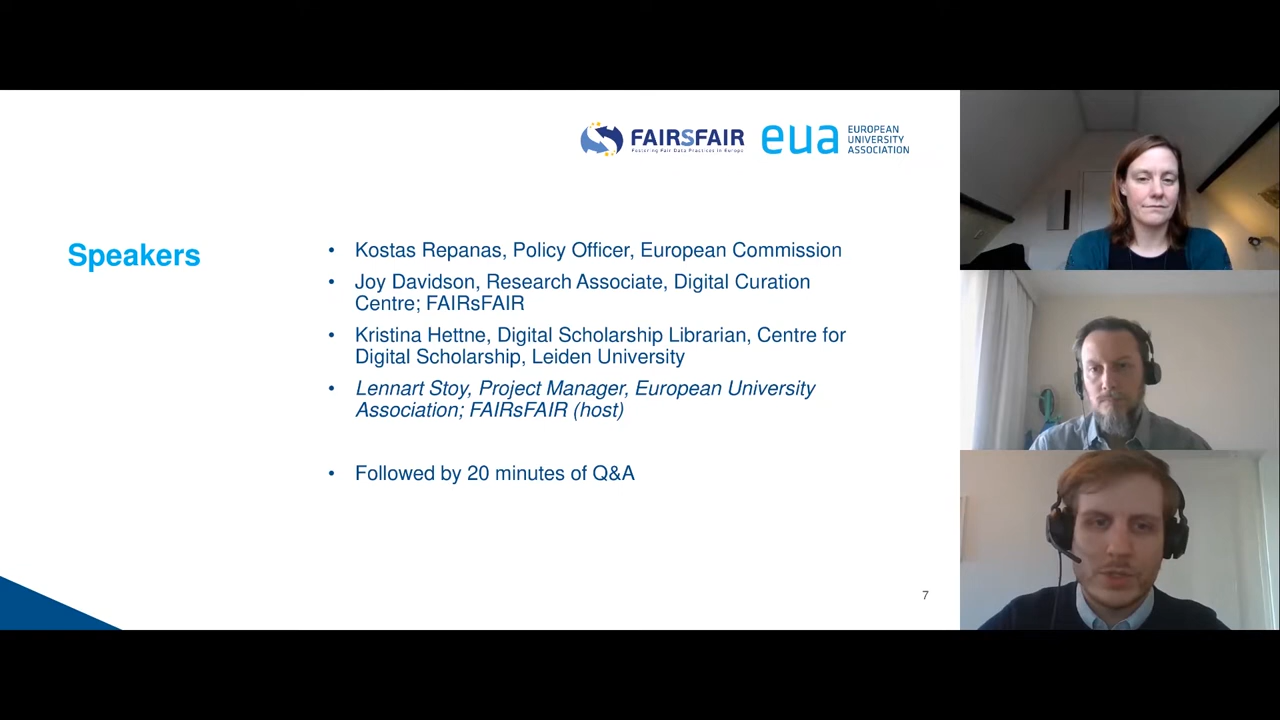 FAIRSFAIR
Fostering Fair Data Practices in Europe
eua
EUROPEAN
UNIVERSITY
ASSOCIATION
Speakers
• Kostas Repanas, Policy Officer, European Commission
• Joy Davidson, Research Associate, Digital Curation
Centre; FAIRsFAIR
• Kristina Hettne, Digital Scholarship Librarian, Centre for
Digital Scholarship, Leiden University
• Lennart Stoy, Project Manager, European University
Association; FAIRsFAIR (host)
• Followed by 20 minutes of Q&A
7